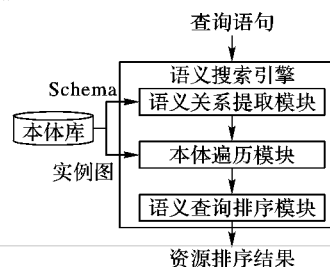 查询语句
语义搜索引擎
Schema
语义关系提取模块
本体库
本体遍历模块
实例图
语义查询排序模块
资源排序结果